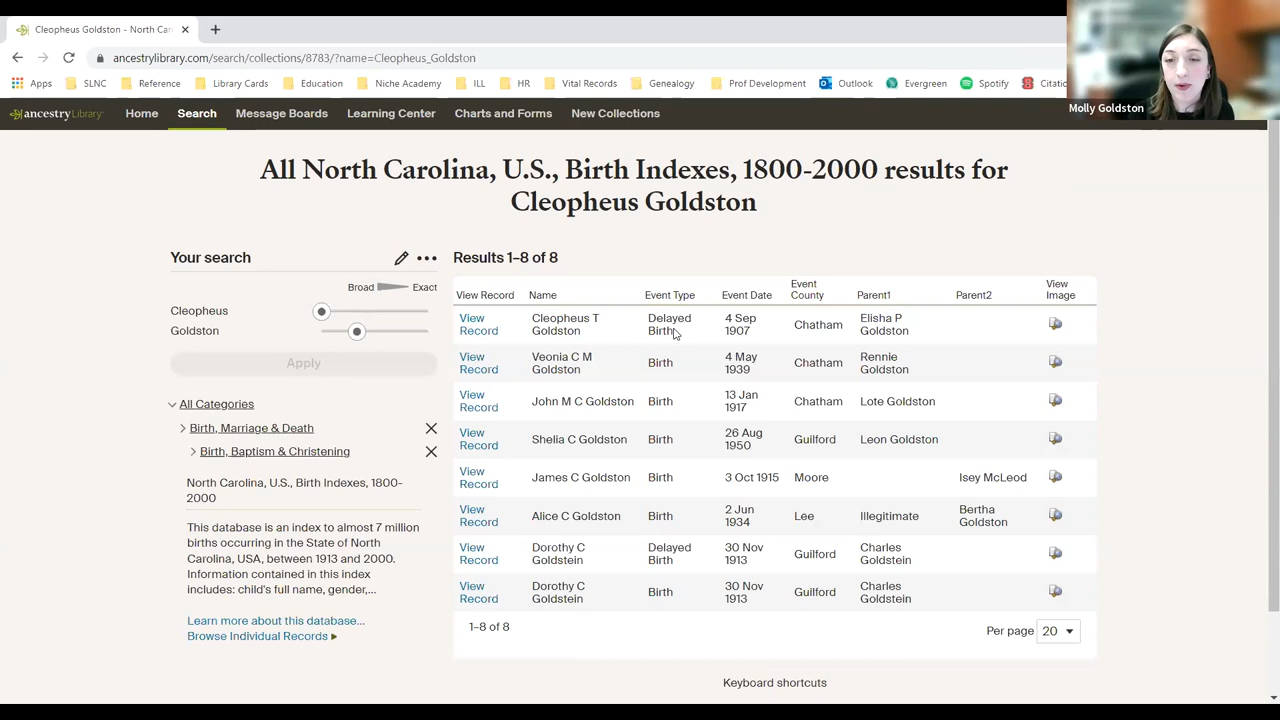 Cleopheus Goldston - North Car
ancestrylibrary.com/search/collections/8783/?name=Cleopheus_Goldston
Apps SLNC Reference Library Cards Education Niche Academy ILL HR Vital Records Genealogy Prof Development Outlook Evergreen Spotify Citatio
Molly Goldston
ancestryLibrary Home Search Message Boards Learning Center Charts and Forms New Collections
All North Carolina, U.S., Birth Indexes, 1800-2000 results for
Cleopheus Goldston
Your search
Broad Exact
Cleopheus
Goldston
Apply
All Categories
Birth, Marriage & Death
Birth, Baptism & Christening
North Carolina, U.S., Birth Indexes, 1800-
2000
This database is an index to almost 7 million
births occurring in the State of North
Carolina, USA, between 1913 and 2000.
Information contained in this index
includes: child's full name, gender,...
Learn more about this database...
Browse Individual Records
Results 1–8 of 8
View Record Name Event Type Event Date Event County Parent1 Parent2 View Image
View Record Cleopheus T Goldston Delayed Birth 4 Sep 1907 Chatham Elisha P Goldston
View Record Veonia C M Goldston Birth 4 May 1939 Chatham Rennie Goldston
View Record John M C Goldston Birth 13 Jan 1917 Chatham Lote Goldston
View Record Shelia C Goldston Birth 26 Aug 1950 Guilford Leon Goldston
View Record James C Goldston Birth 3 Oct 1915 Moore Isey McLeod
View Record Alice C Goldston Birth 2 Jun 1934 Lee Illegitimate Bertha Goldston
View Record Dorothy C Goldstein Delayed Birth 30 Nov 1913 Guilford Charles Goldstein
View Record Dorothy C Goldstein Birth 30 Nov 1913 Guilford Charles Goldstein
1–8 of 8
Per page 20
Keyboard shortcuts